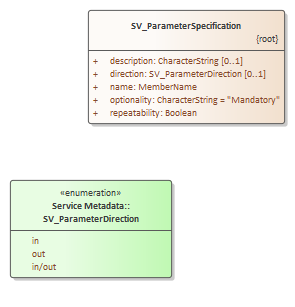 SV_ParameterSpecification
{root}
+ description: CharacterString [0..1]
+ direction: SV_ParameterDirection [0..1]
+ name: MemberName
+ optionality: CharacterString = "Mandatory"
+ repeatability: Boolean
«enumeration»
Service Metadata::
SV_ParameterDirection
in
out
in/out